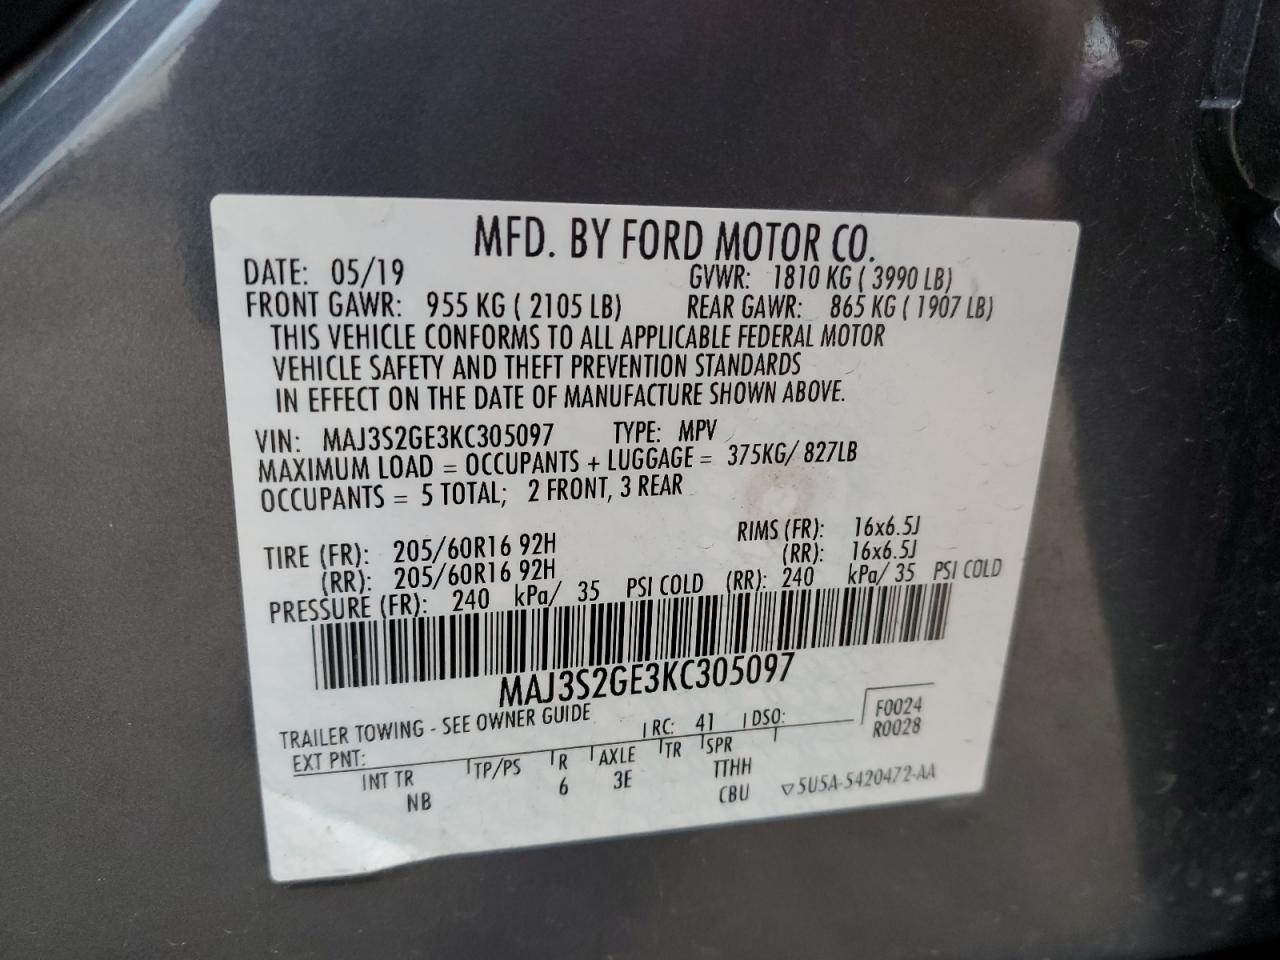 MFD. BY FORD MOTOR CO.
DATE: 05/19 GVWR: 1810 KG ( 3990 LB)
FRONT GAWR: 955 KG ( 2105 LB) REAR GAWR: 865 KG ( 1907 LB)
THIS VEHICLE CONFORMS TO ALL APPLICABLE FEDERAL MOTOR
VEHICLE SAFETY AND THEFT PREVENTION STANDARDS
IN EFFECT ON THE DATE OF MANUFACTURE SHOWN ABOVE.
VIN: MAJ3S2GE3KC305097 TYPE: MPV
MAXIMUM LOAD = OCCUPANTS + LUGGAGE = 375KG/ 827LB
OCCUPANTS = 5 TOTAL; 2 FRONT, 3 REAR
TIRE (FR): 205/60R16 92H RIMS (FR): 16x6.5J
(RR): 205/60R16 92H (RR): 16x6.5J
PRESSURE (FR): 240 kPa/ 35 PSI COLD (RR): 240 kPa/ 35 PSI COLD
MAJ3S2GE3KC305097
TRAILER TOWING - SEE OWNER GUIDE
EXT PNT: RC: 41 DSO: F0024
R0028
INT TR TP/PS R AXLE TR SPR
NB 6 3E TTHH
CBU ▽5U5A-5420472-AA